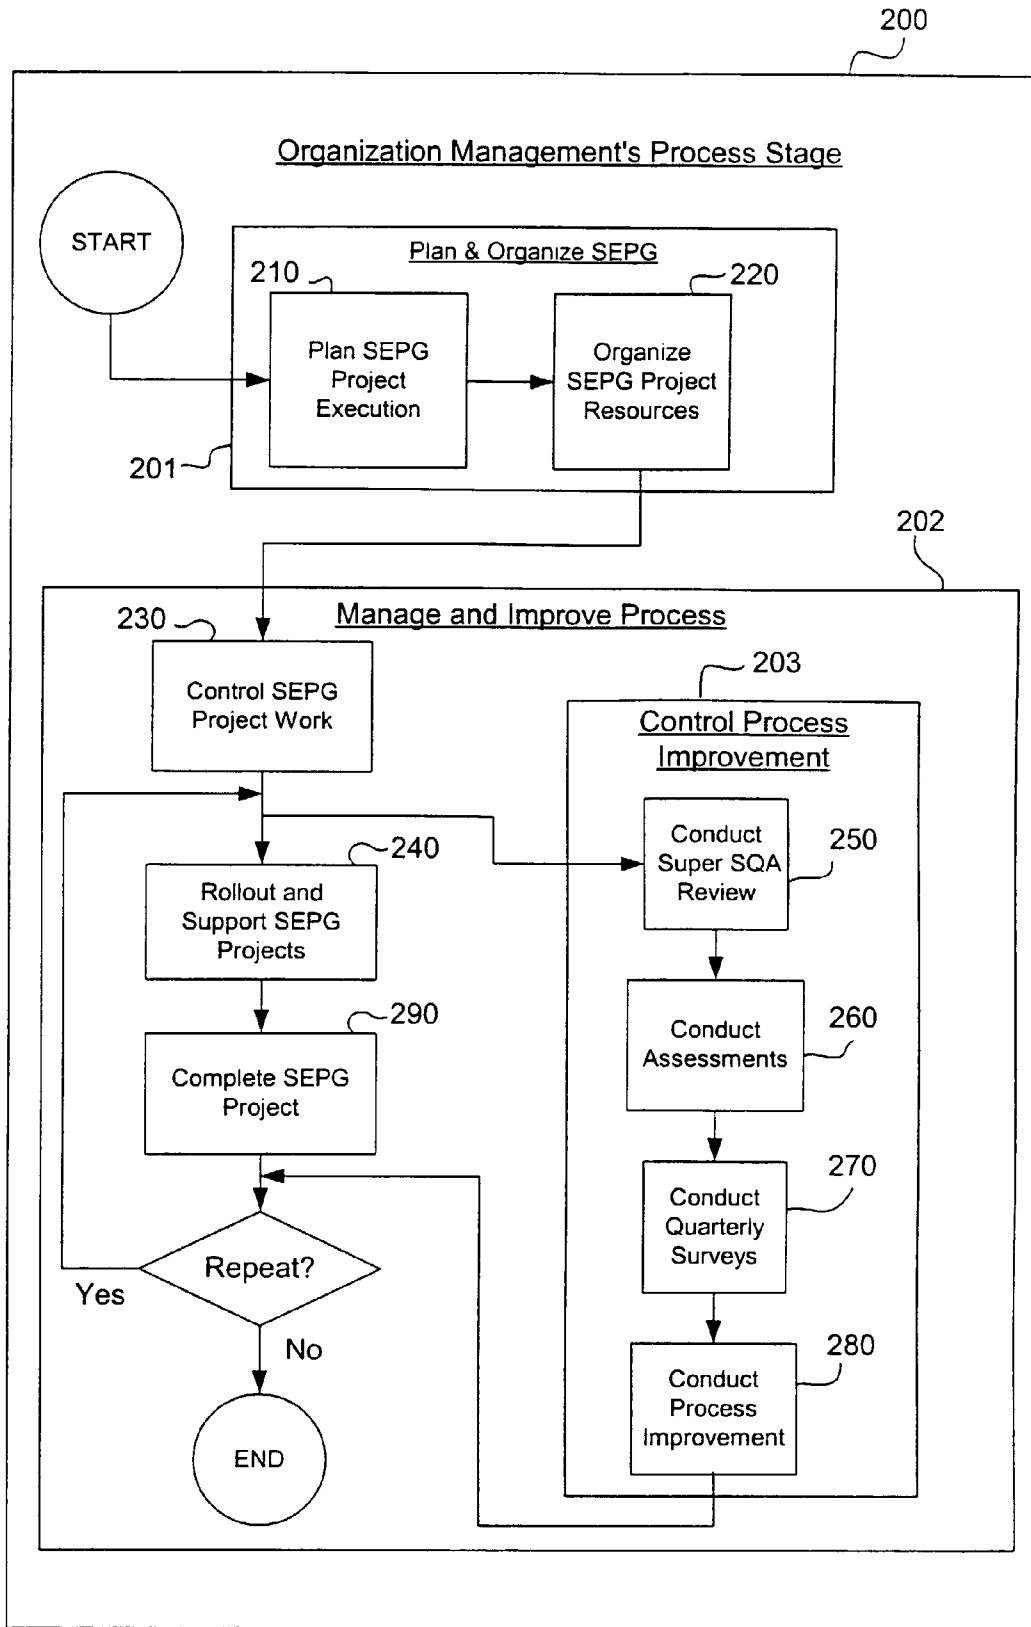 200
Organization Management's Process Stage
START
Plan & Organize SEPG
210
220
Plan SEPG
Project
Execution
Organize
SEPG Project
Resources
201
202
Manage and Improve Process
230
Control SEPG
Project Work
203
Control Process
Improvement
240
Rollout and
Support SEPG
Projects
Conduct
Super SQA
Review
250
290
Complete SEPG
Project
Conduct
Assessments
260
Conduct
Quarterly
Surveys
270
Repeat?
Yes
No
Conduct
Process
Improvement
280
END